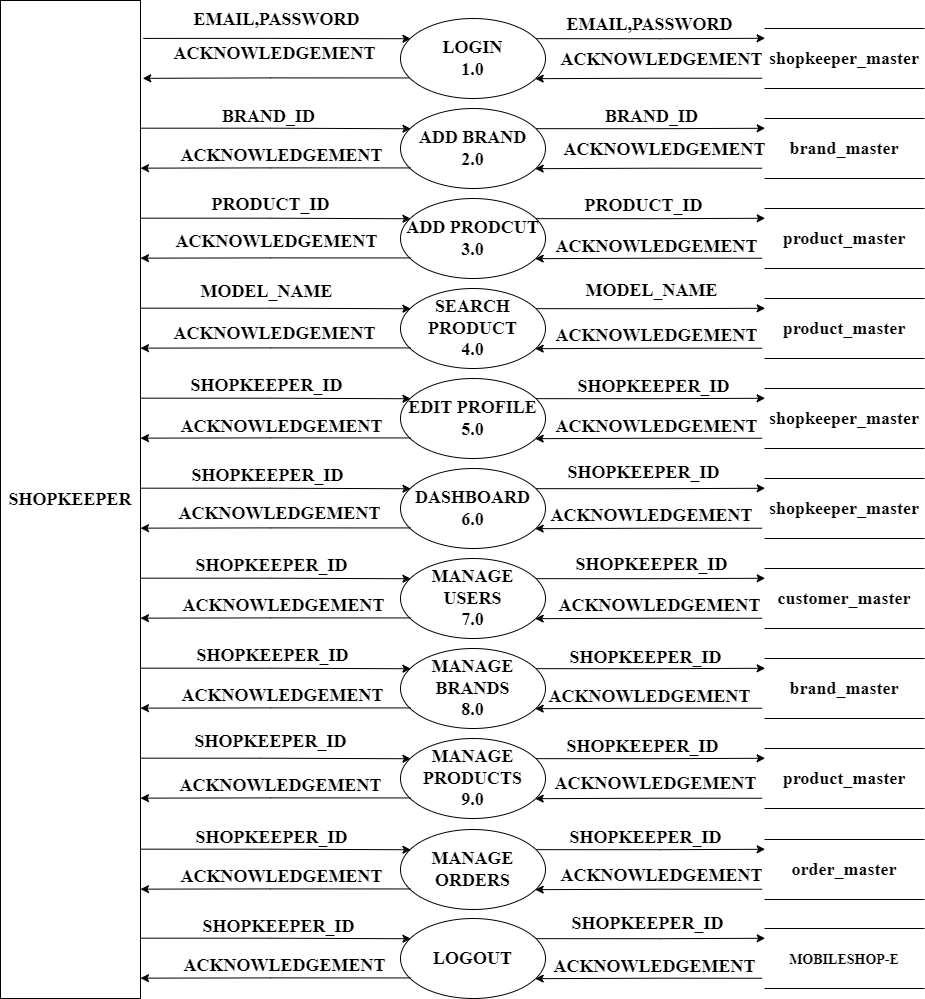 SHOPKEEPER
EMAIL,PASSWORD
ACKNOWLEDGEMENT
LOGIN
1.0
EMAIL,PASSWORD
ACKNOWLEDGEMENT
shopkeeper_master
BRAND_ID
ACKNOWLEDGEMENT
ADD BRAND
2.0
BRAND_ID
ACKNOWLEDGEMENT
brand_master
PRODUCT_ID
ACKNOWLEDGEMENT
ADD PRODCUT
3.0
PRODUCT_ID
ACKNOWLEDGEMENT
product_master
MODEL_NAME
ACKNOWLEDGEMENT
SEARCH
PRODUCT
4.0
MODEL_NAME
ACKNOWLEDGEMENT
product_master
SHOPKEEPER_ID
ACKNOWLEDGEMENT
EDIT PROFILE
5.0
SHOPKEEPER_ID
ACKNOWLEDGEMENT
shopkeeper_master
SHOPKEEPER_ID
ACKNOWLEDGEMENT
DASHBOARD
6.0
SHOPKEEPER_ID
ACKNOWLEDGEMENT
shopkeeper_master
SHOPKEEPER_ID
ACKNOWLEDGEMENT
MANAGE
USERS
7.0
SHOPKEEPER_ID
ACKNOWLEDGEMENT
customer_master
SHOPKEEPER_ID
ACKNOWLEDGEMENT
MANAGE
BRANDS
8.0
SHOPKEEPER_ID
ACKNOWLEDGEMENT
brand_master
SHOPKEEPER_ID
ACKNOWLEDGEMENT
MANAGE
PRODUCTS
9.0
SHOPKEEPER_ID
ACKNOWLEDGEMENT
product_master
SHOPKEEPER_ID
ACKNOWLEDGEMENT
MANAGE
ORDERS
SHOPKEEPER_ID
ACKNOWLEDGEMENT
order_master
SHOPKEEPER_ID
ACKNOWLEDGEMENT
LOGOUT
SHOPKEEPER_ID
ACKNOWLEDGEMENT
MOBILESHOP-E